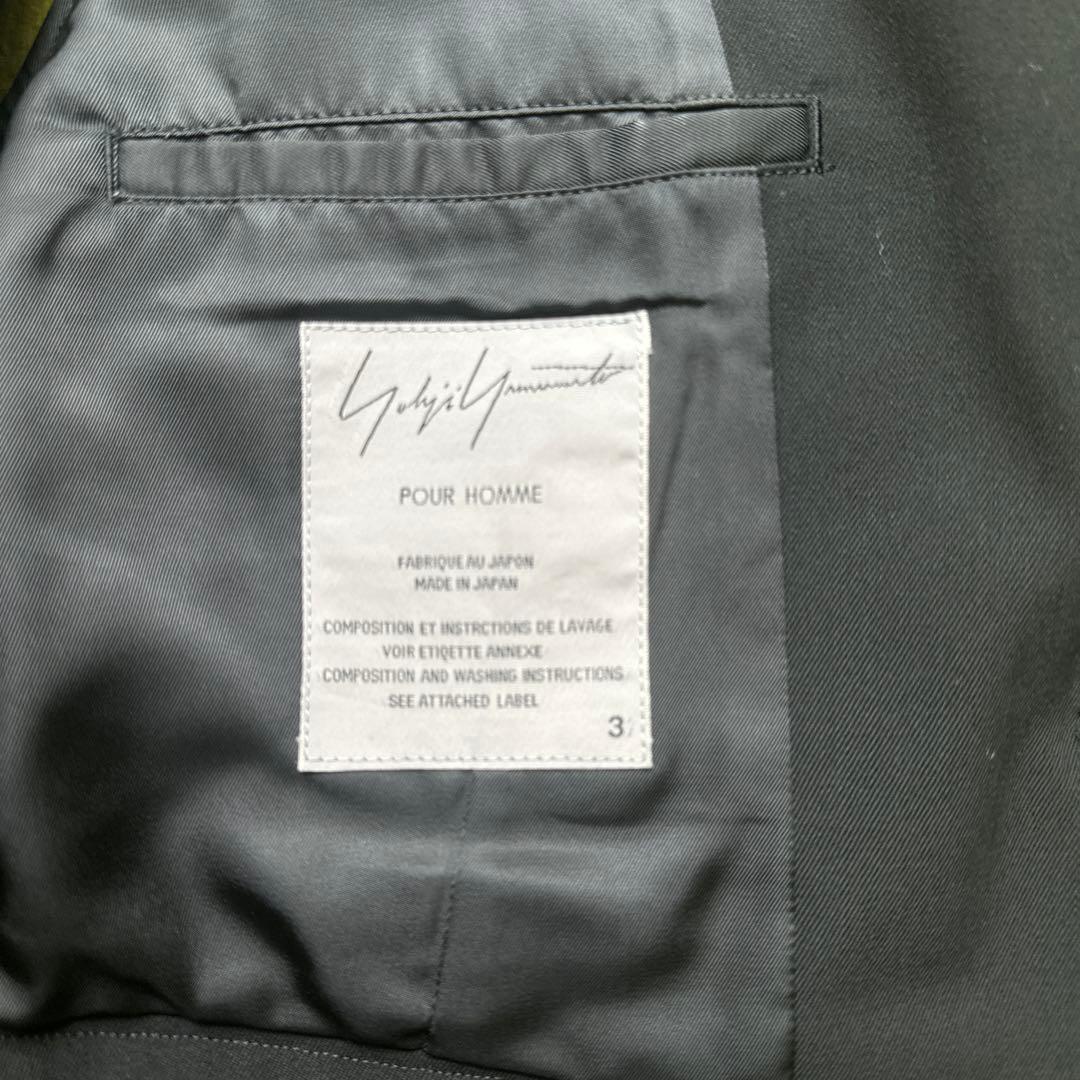 Yohji Yamamoto
POUR HOMME
FABRIQUE AU JAPON
MADE IN JAPAN
COMPOSITION ET INSTRCTIONS DE LAVAGE
VOIR ETIQETTE ANNEXE
COMPOSITION AND WASHING INSTRUCTIONS
SEE ATTACHED LABEL
3